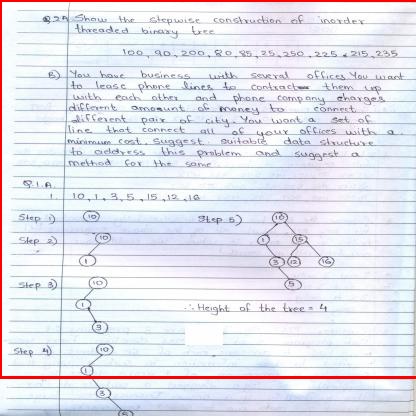 Q.2A Show the stepwise construction of inorder
threaded binary tree
100, 90, 200, 80, 85, 25, 250, 225, 215, 235
B) You have business with several offices You want
to lease phone lines to contract them up
with each other and phone company charges
different amount of money to connect
different pair of city. You want a set of
line that connect all of your offices with a
minimum cost. Suggest suitable data structure
to address this problem and suggest a
method for the same.
Q.1.A.
1. 10, 1, 3, 5, 15, 12, 16
Step 1) 10
Step 2) 10
1
Step 3) 10
1
3
Step 4) 10
1
3
5
Step 5) 10
1 15
3 12 16
5
∴ Height of the tree = 4